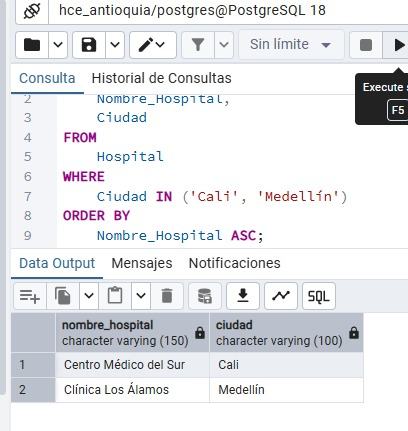 hce_antioquia/postgres@PostgreSQL 18
Sin límite
Consulta Historial de Consultas
Execute s
F5
2 Nombre_Hospital,
3 Ciudad
4 FROM
5 Hospital
6 WHERE
7 Ciudad IN ('Cali', 'Medellín')
8 ORDER BY
9 Nombre_Hospital ASC;
Data Output Mensajes Notificaciones
SQL
nombre_hospital ciudad
character varying (150) character varying (100)
1 Centro Médico del Sur Cali
2 Clínica Los Álamos Medellín